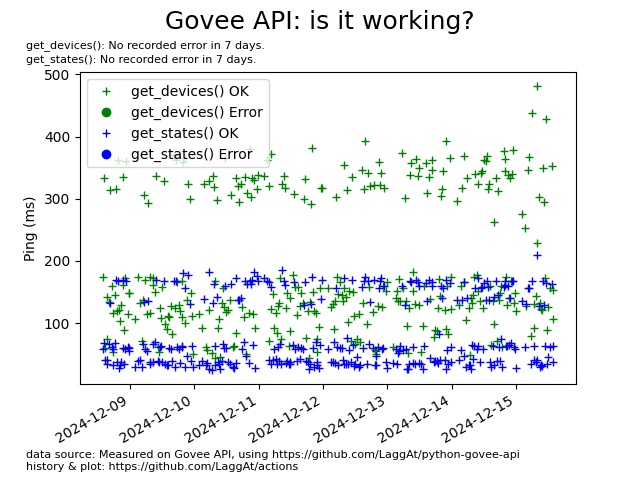 Govee API: is it working?
get_devices(): No recorded error in 7 days.
get_states(): No recorded error in 7 days.
500
400
300
200
100
Ping (ms)
get_devices() OK
get_devices() Error
get_states() OK
get_states() Error
2024-12-09
2024-12-10
2024-12-11
2024-12-12
2024-12-13
2024-12-14
2024-12-15
data source: Measured on Govee API, using https://github.com/LaggAt/python-govee-api
history & plot: https://github.com/LaggAt/actions